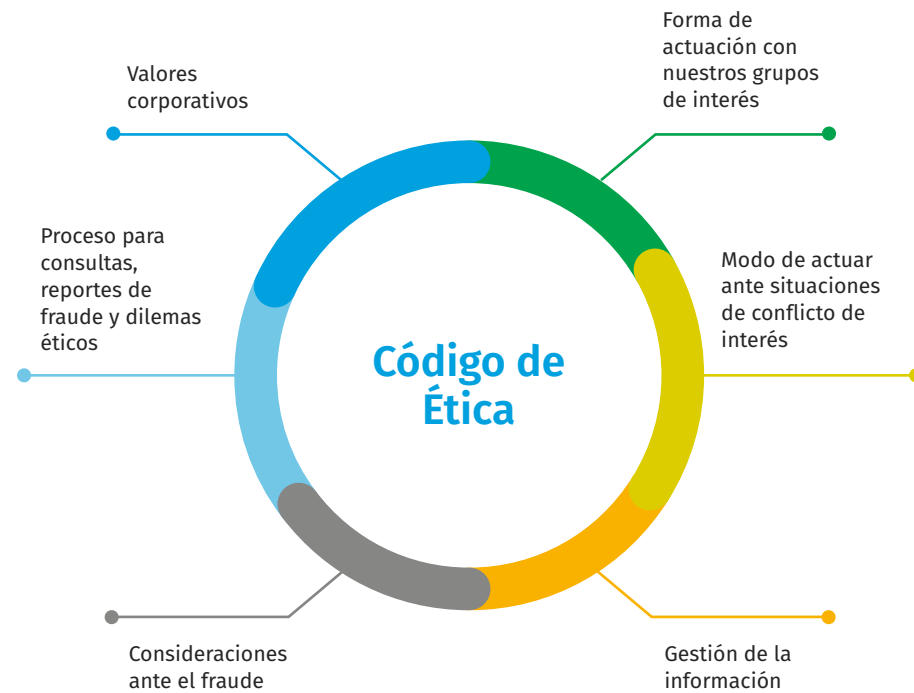 Valores
corporativos
Forma de
actuación con
nuestros grupos
de interés
Proceso para
consultas,
reportes de
fraude y dilemas
éticos
Modo de actuar
ante situaciones
de conflicto de
interés
Código de
Ética
Consideraciones
ante el fraude
Gestión de la
información